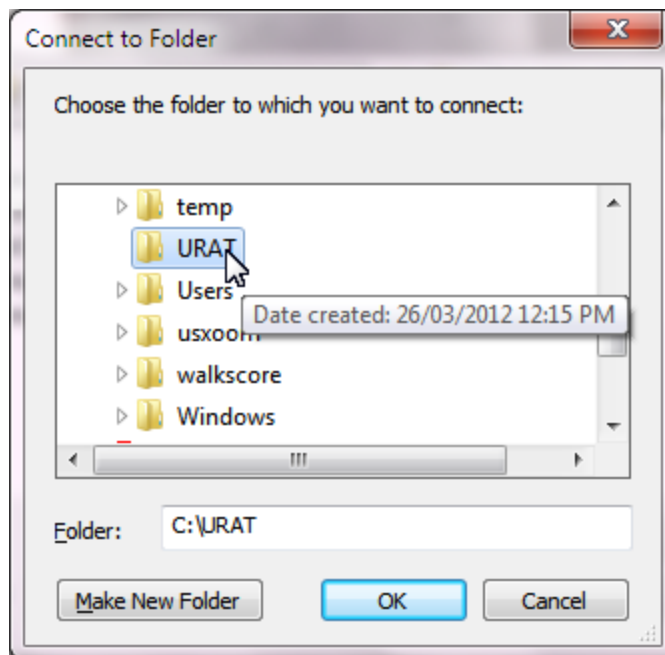 Connect to Folder
Choose the folder to which you want to connect:
temp
URAT
Users
Date created: 26/03/2012 12:15 PM
usxoom
walkscore
Windows
Folder: C:\URAT
Make New Folder OK Cancel